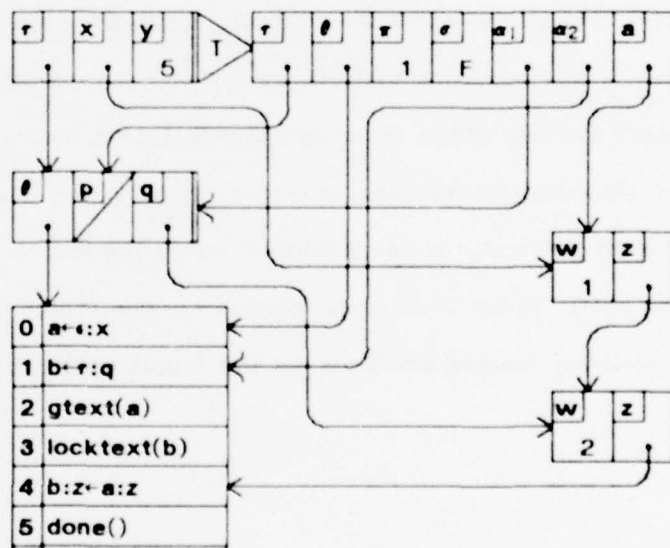 τ x y 5 T τ ℓ π 1 σ F α1 α2 a
ℓ p q
w 1 z
0 a←ϵ:x
1 b←τ:q
2 gtext(a)
3 locktext(b)
4 b:z←a:z
5 done()
w 2 z